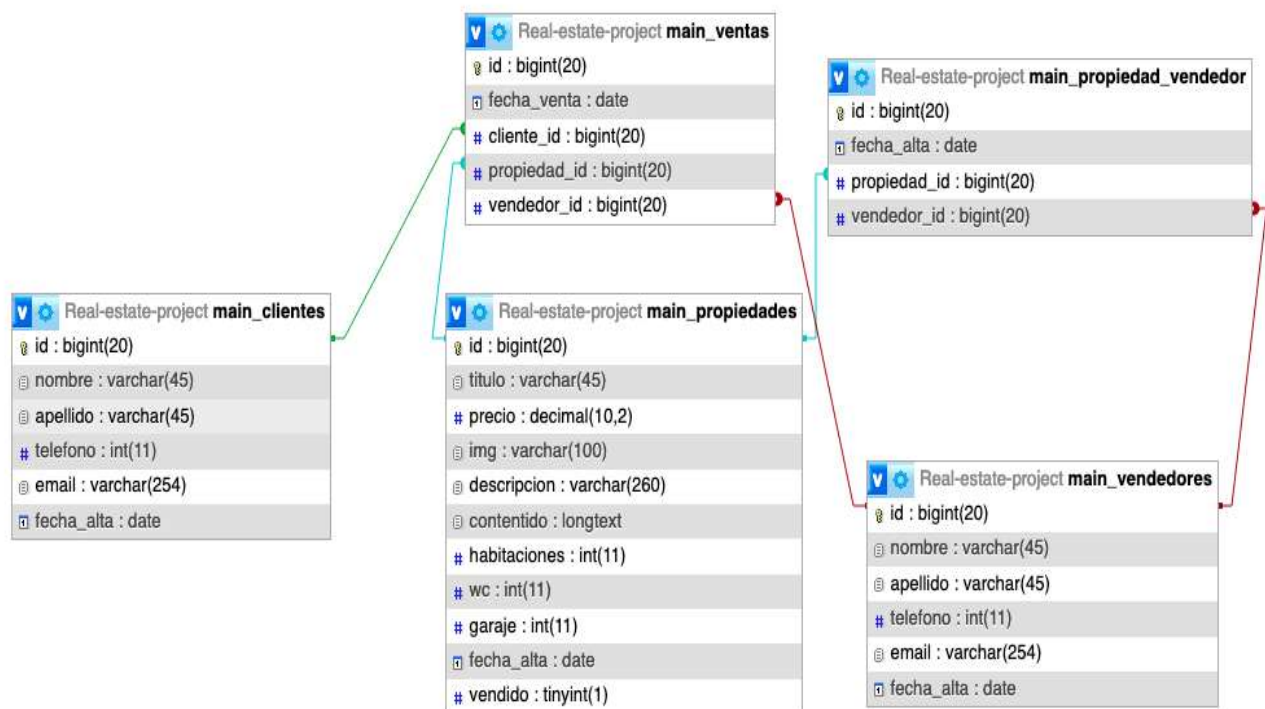 Real-estate-project main_ventas
id : bigint(20)
fecha_venta : date
cliente_id : bigint(20)
propiedad_id : bigint(20)
vendedor_id : bigint(20)
Real-estate-project main_propiedad_vendedor
id : bigint(20)
fecha_alta : date
propiedad_id : bigint(20)
vendedor_id : bigint(20)
Real-estate-project main_clientes
id : bigint(20)
nombre : varchar(45)
apellido : varchar(45)
telefono : int(11)
email : varchar(254)
fecha_alta : date
Real-estate-project main_propiedades
id : bigint(20)
titulo : varchar(45)
precio : decimal(10,2)
img : varchar(100)
descripcion : varchar(260)
contenido : longtext
habitaciones : int(11)
wc : int(11)
garaje : int(11)
fecha_alta : date
vendido : tinyint(1)
Real-estate-project main_vendedores
id : bigint(20)
nombre : varchar(45)
apellido : varchar(45)
telefono : int(11)
email : varchar(254)
fecha_alta : date